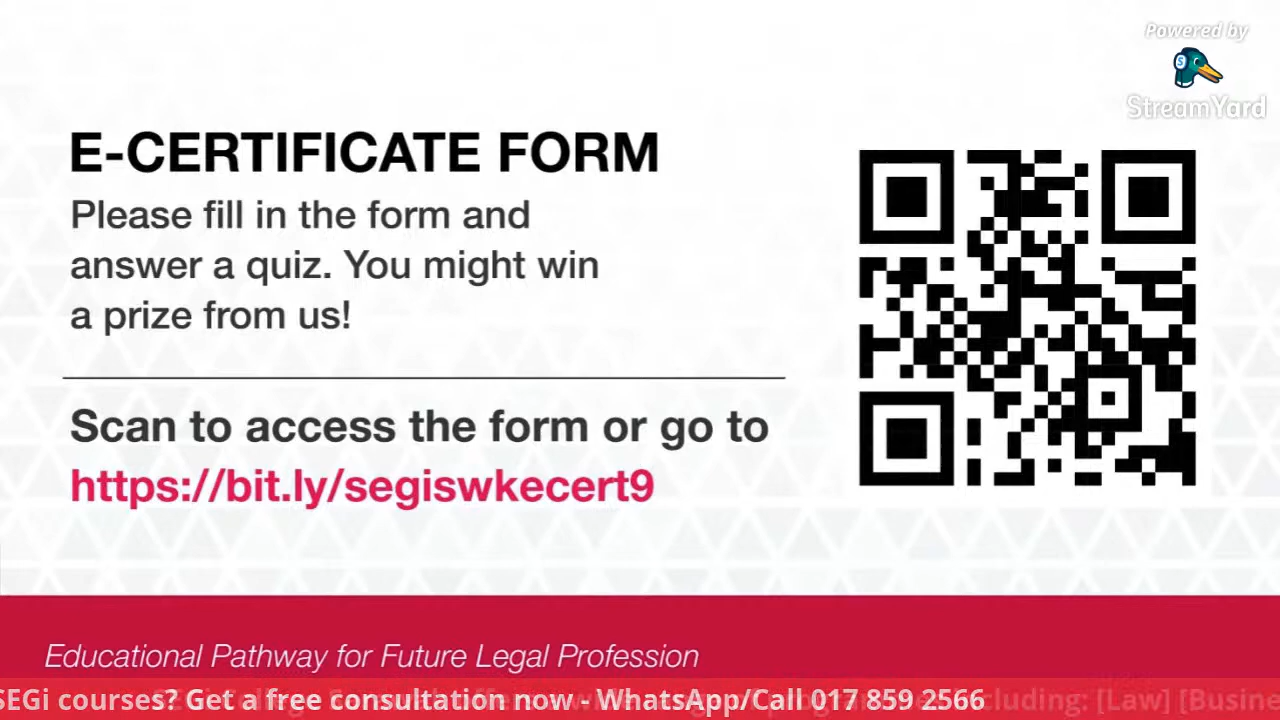 Powered by
StreamYard
E-CERTIFICATE FORM
Please fill in the form and
answer a quiz. You might win
a prize from us!
Scan to access the form or go to
https://bit.ly/segiswkecert9
Educational Pathway for Future Legal Profession
SEGi courses? Get a free consultation now - WhatsApp/Call 017 859 2566